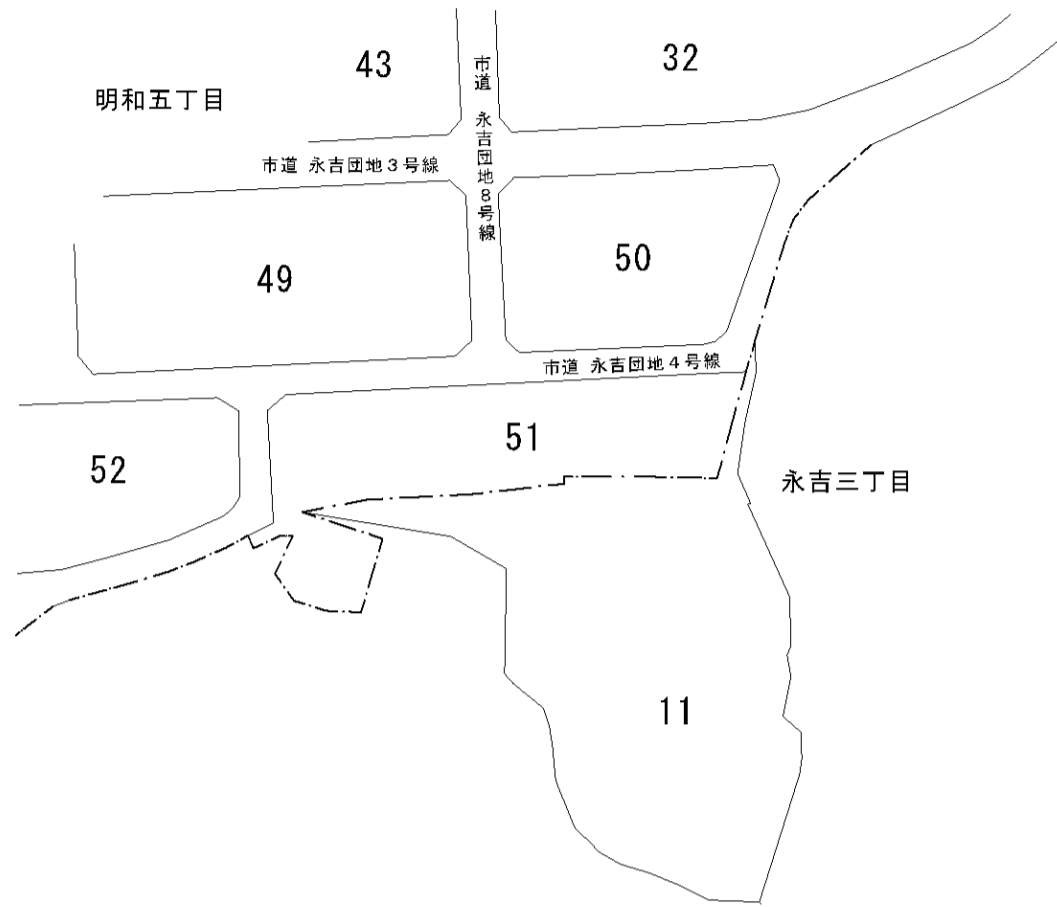 43
32
明和五丁目
市道 永吉団地8号線
市道 永吉団地3号線
49
50
市道 永吉団地4号線
51
52
永吉三丁目
11